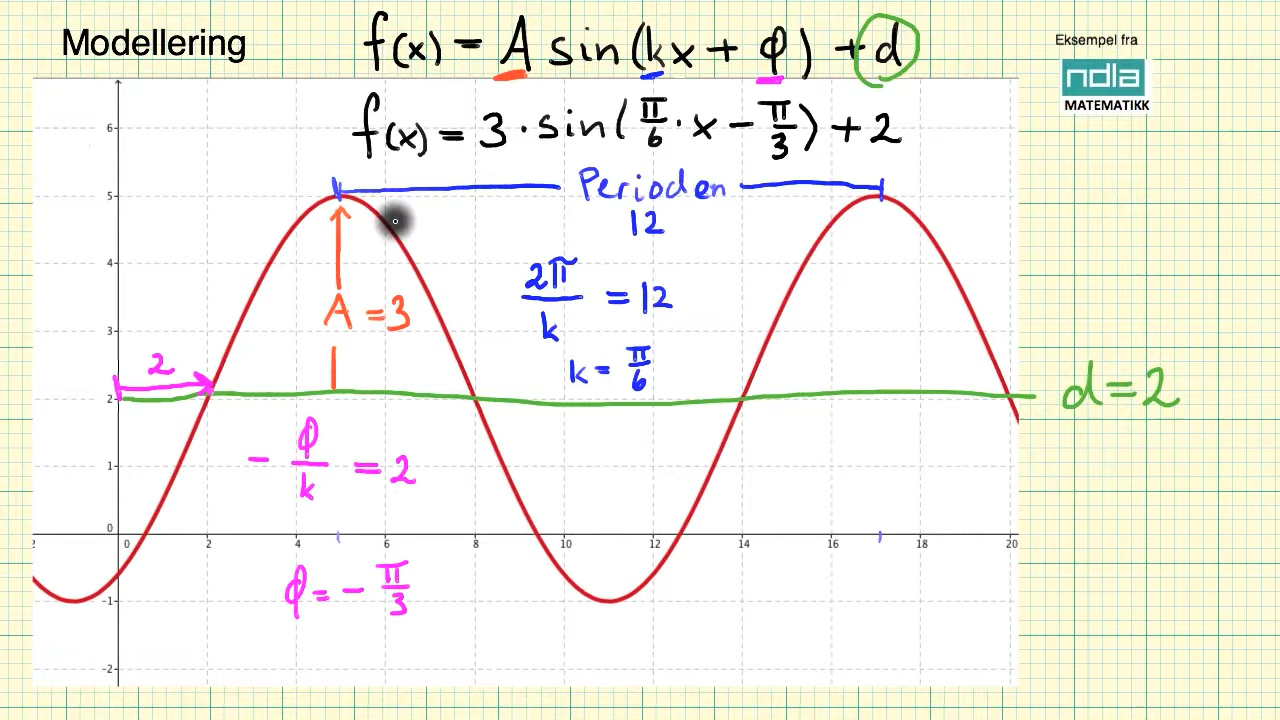 Modellering
f(x) = A sin(kx + φ) + d
Eksempel fra
ndla
MATEMATIKK
f(x) = 3 · sin(π/6 · x − π/3) + 2
Perioden
12
2π/k = 12
k = π/6
A = 3
2
d = 2
− φ/k = 2
φ = − π/3
6
5
4
3
2
1
0
-1
-2
2 0 2 4 6 8 10 12 14 16 18 20